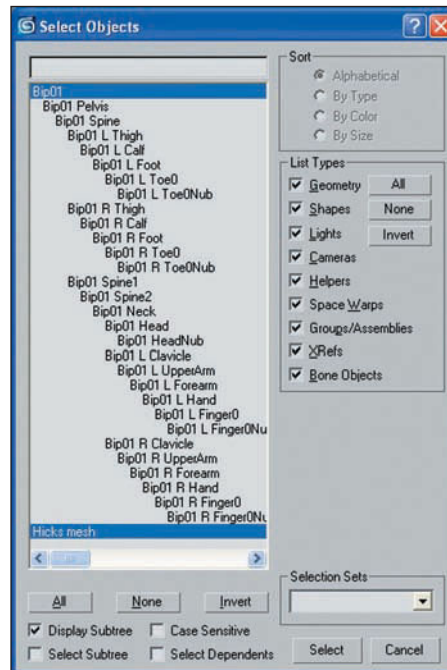 Select Objects
Bip01
Bip01 Pelvis
Bip01 Spine
Bip01 L Thigh
Bip01 L Calf
Bip01 L Foot
Bip01 L Toe0
Bip01 L Toe0Nub
Bip01 R Thigh
Bip01 R Calf
Bip01 R Foot
Bip01 R Toe0
Bip01 R Toe0Nub
Bip01 Spine1
Bip01 Spine2
Bip01 Neck
Bip01 Head
Bip01 HeadNub
Bip01 L Clavicle
Bip01 L UpperArm
Bip01 L Forearm
Bip01 L Hand
Bip01 L Finger0
Bip01 L Finger0Nu
Bip01 R Clavicle
Bip01 R UpperArm
Bip01 R Forearm
Bip01 R Hand
Bip01 R Finger0
Bip01 R Finger0Nu
Hicks mesh
All None Invert
Display Subtree Case Sensitive
Select Subtree Select Dependents
Sort
Alphabetical
By Type
By Color
By Size
List Types
Geometry All
Shapes None
Lights Invert
Cameras
Helpers
Space Warps
Groups/Assemblies
XRefs
Bone Objects
Selection Sets
Select Cancel